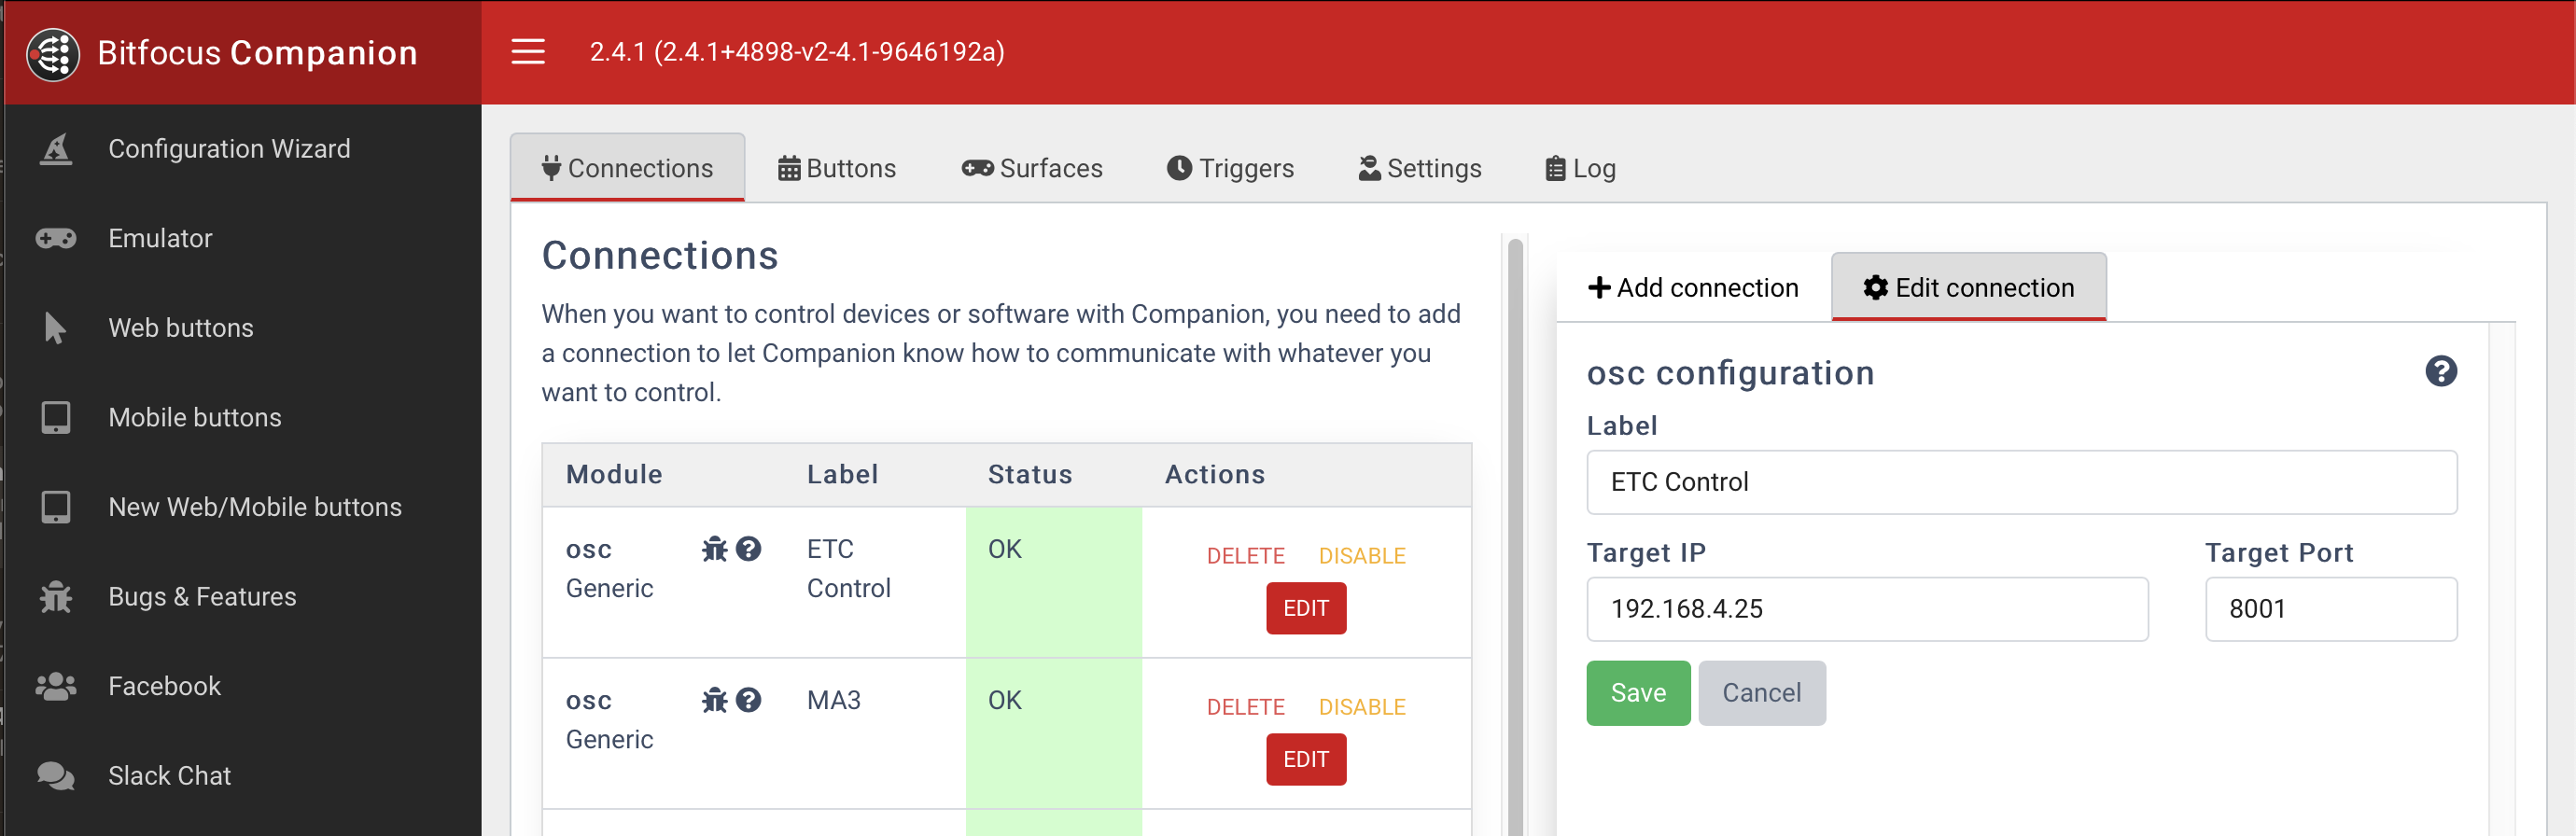 Bitfocus Companion
2.4.1 (2.4.1+4898-v2-4.1-9646192a)
Configuration Wizard
Emulator
Web buttons
Mobile buttons
New Web/Mobile buttons
Bugs & Features
Facebook
Slack Chat
Connections
Buttons
Surfaces
Triggers
Settings
Log
Connections
When you want to control devices or software with Companion, you need to add
a connection to let Companion know how to communicate with whatever you
want to control.
Module Label Status Actions
osc ETC OK DELETE DISABLE
Generic Control EDIT
osc MA3 OK DELETE DISABLE
Generic EDIT
Add connection
Edit connection
osc configuration
Label
ETC Control
Target IP Target Port
192.168.4.25 8001
Save Cancel